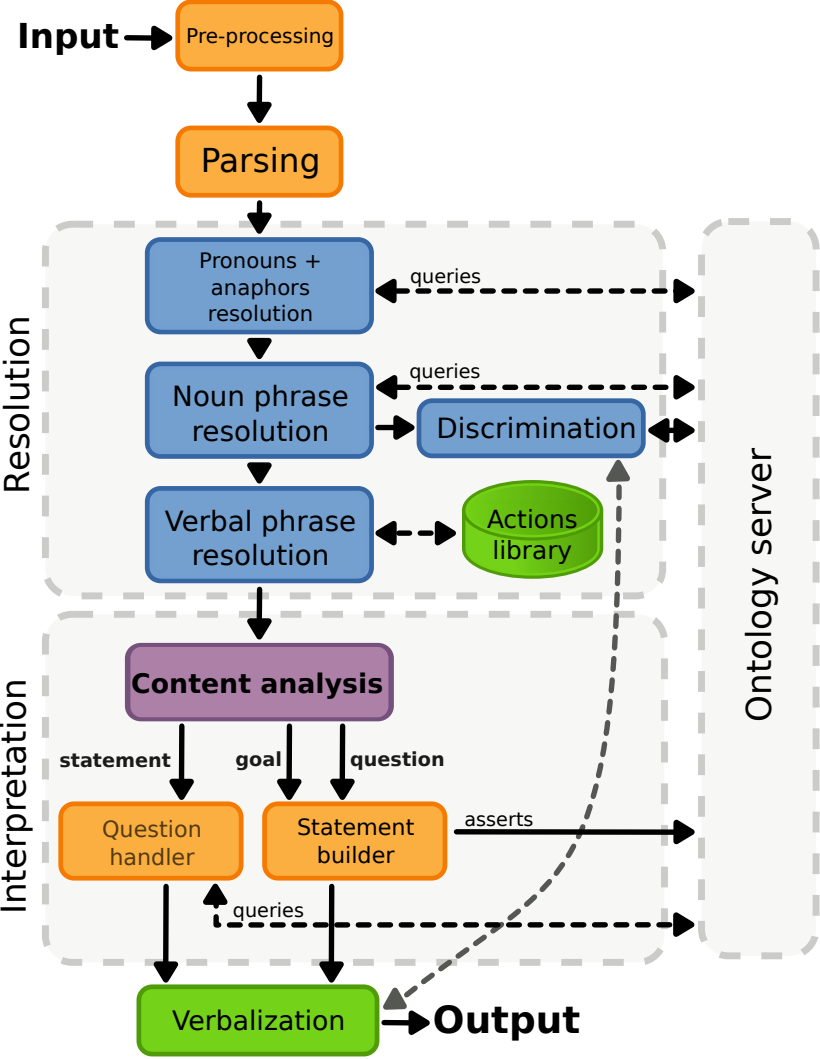 Input
Pre-processing
Parsing
Resolution
Pronouns +
anaphors
resolution
queries
Noun phrase
resolution
queries
Discrimination
Verbal phrase
resolution
Actions
library
Ontology server
Interpretation
Content analysis
statement
goal
question
Question
handler
Statement
builder
asserts
queries
Verbalization
Output